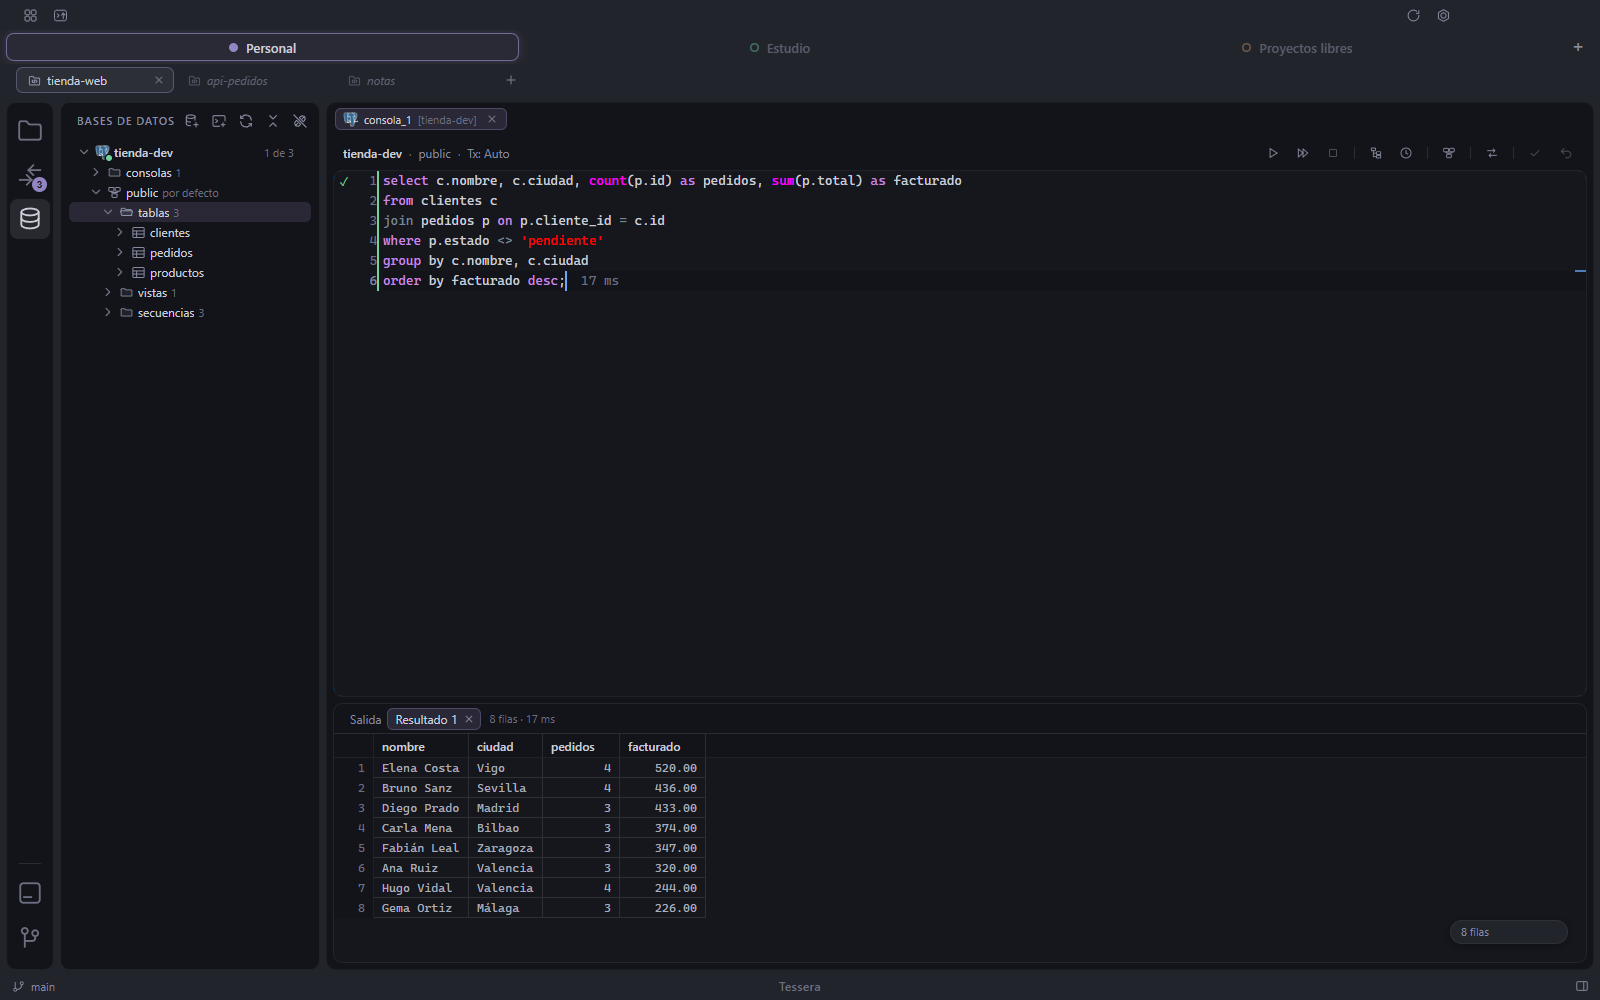 Personal
Estudio
Proyectos libres
tienda-web
api-pedidos
notas
BASES DE DATOS
3
tienda-dev 1 de 3
consolas 1
public por defecto
tablas 3
clientes
pedidos
productos
vistas 1
secuencias 3
consola_1 [tienda-dev]
tienda-dev · public · Tx: Auto
1 select c.nombre, c.ciudad, count(p.id) as pedidos, sum(p.total) as facturado
2 from clientes c
3 join pedidos p on p.cliente_id = c.id
4 where p.estado <> 'pendiente'
5 group by c.nombre, c.ciudad
6 order by facturado desc; 17 ms
Salida Resultado 1 8 filas · 17 ms
nombre ciudad pedidos facturado
1 Elena Costa Vigo 4 520.00
2 Bruno Sanz Sevilla 4 436.00
3 Diego Prado Madrid 3 433.00
4 Carla Mena Bilbao 3 374.00
5 Fabián Leal Zaragoza 3 347.00
6 Ana Ruiz Valencia 3 320.00
7 Hugo Vidal Valencia 4 244.00
8 Gema Ortiz Málaga 3 226.00
8 filas
main
Tessera